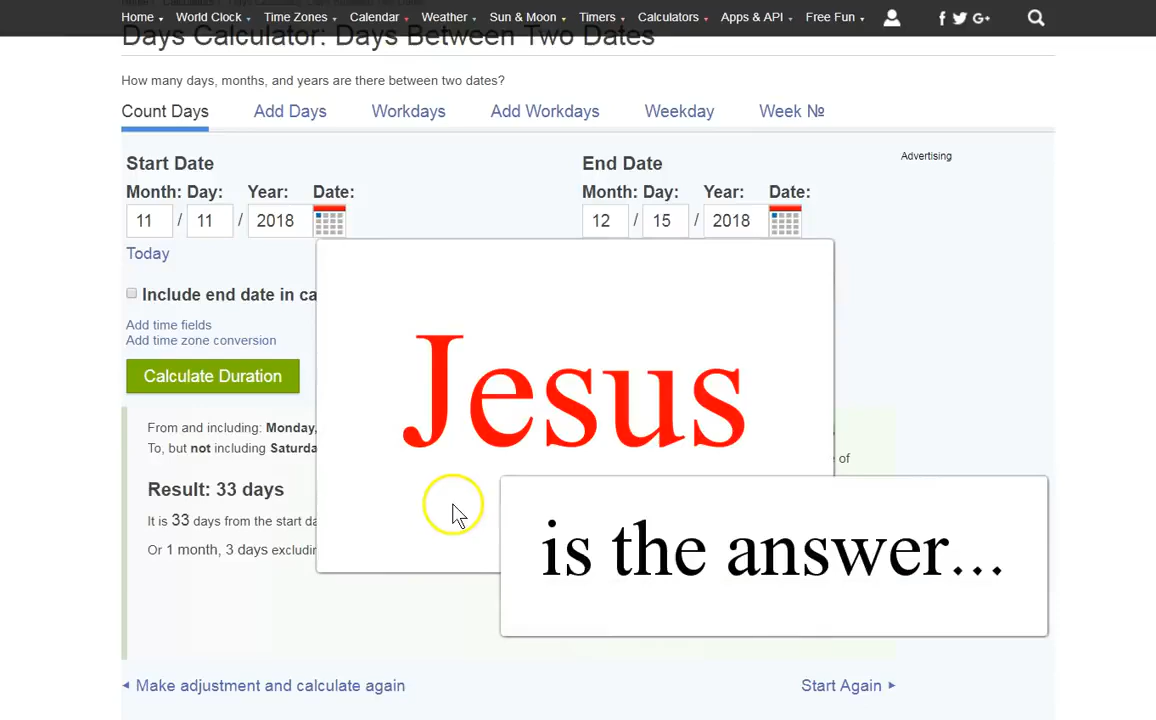 Home World Clock Time Zones Calendar Weather Sun & Moon Timers Calculators Apps & API Free Fun f G+
Days Calculator: Days Between Two Dates
How many days, months, and years are there between two dates?
Count Days Add Days Workdays Add Workdays Weekday Week №
Start Date End Date Advertising
Month: Day: Year: Date: Month: Day: Year: Date:
11 / 11 / 2018 12 / 15 / 2018
Today
Include end date in ca
Add time fields
Add time zone conversion
Calculate Duration
Jesus
From and including: Monday,
To, but not including Saturda
of
Result: 33 days
It is 33 days from the start da
Or 1 month, 3 days excludin
is the answer...
Make adjustment and calculate again Start Again